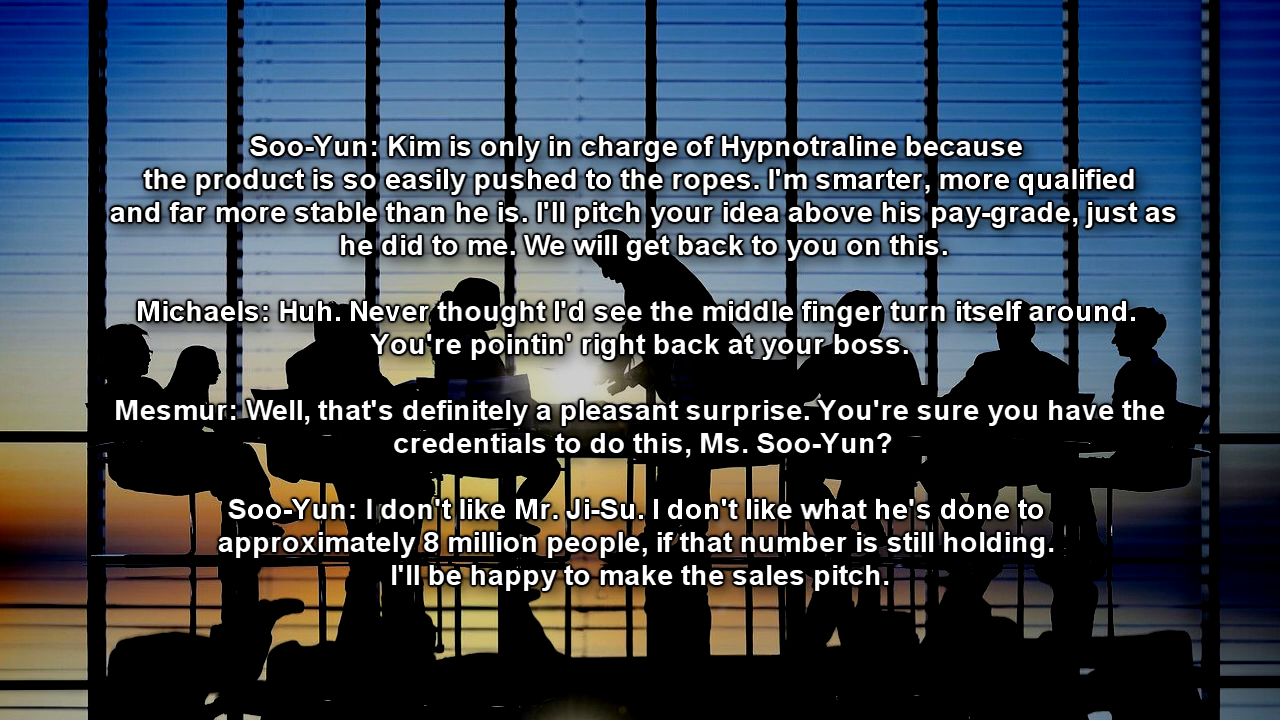 Soo-Yun: Kim is only in charge of Hypnotraline because
the product is so easily pushed to the ropes. I'm smarter, more qualified
and far more stable than he is. I'll pitch your idea above his pay-grade, just as
he did to me. We will get back to you on this.
Michaels: Huh. Never thought I'd see the middle finger turn itself around.
You're pointin' right back at your boss.
Mesmur: Well, that's definitely a pleasant surprise. You're sure you have the
credentials to do this, Ms. Soo-Yun?
Soo-Yun: I don't like Mr. Ji-Su. I don't like what he's done to
approximately 8 million people, if that number is still holding.
I'll be happy to make the sales pitch.